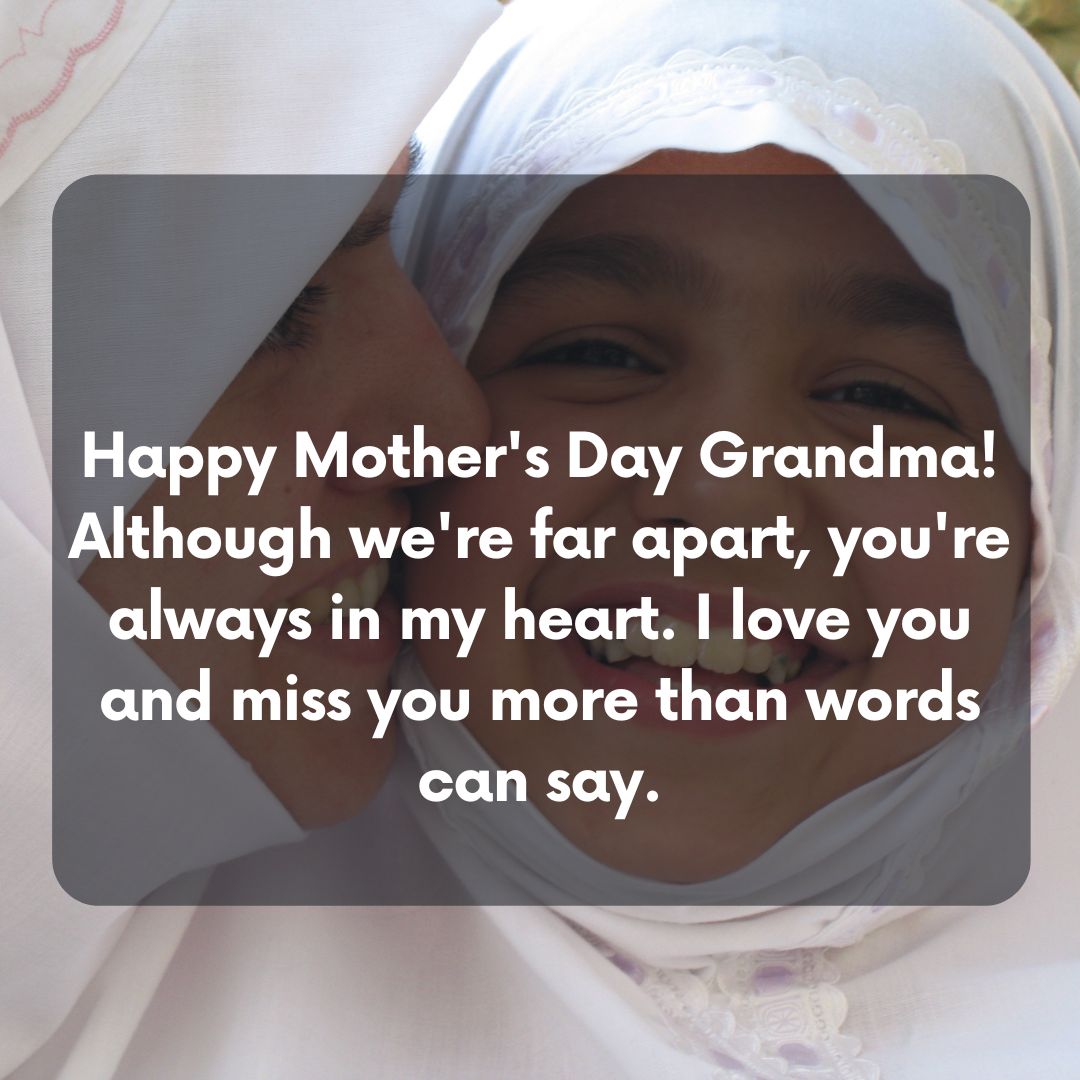 Happy Mother's Day Grandma!
Although we're far apart, you're
always in my heart. I love you
and miss you more than words
can say.